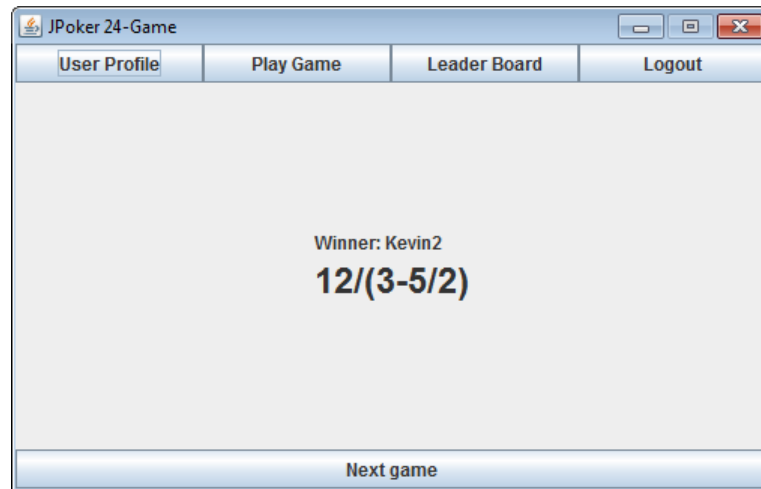 JPoker 24-Game
User Profile Play Game Leader Board Logout
Winner: Kevin2
12/(3-5/2)
Next game